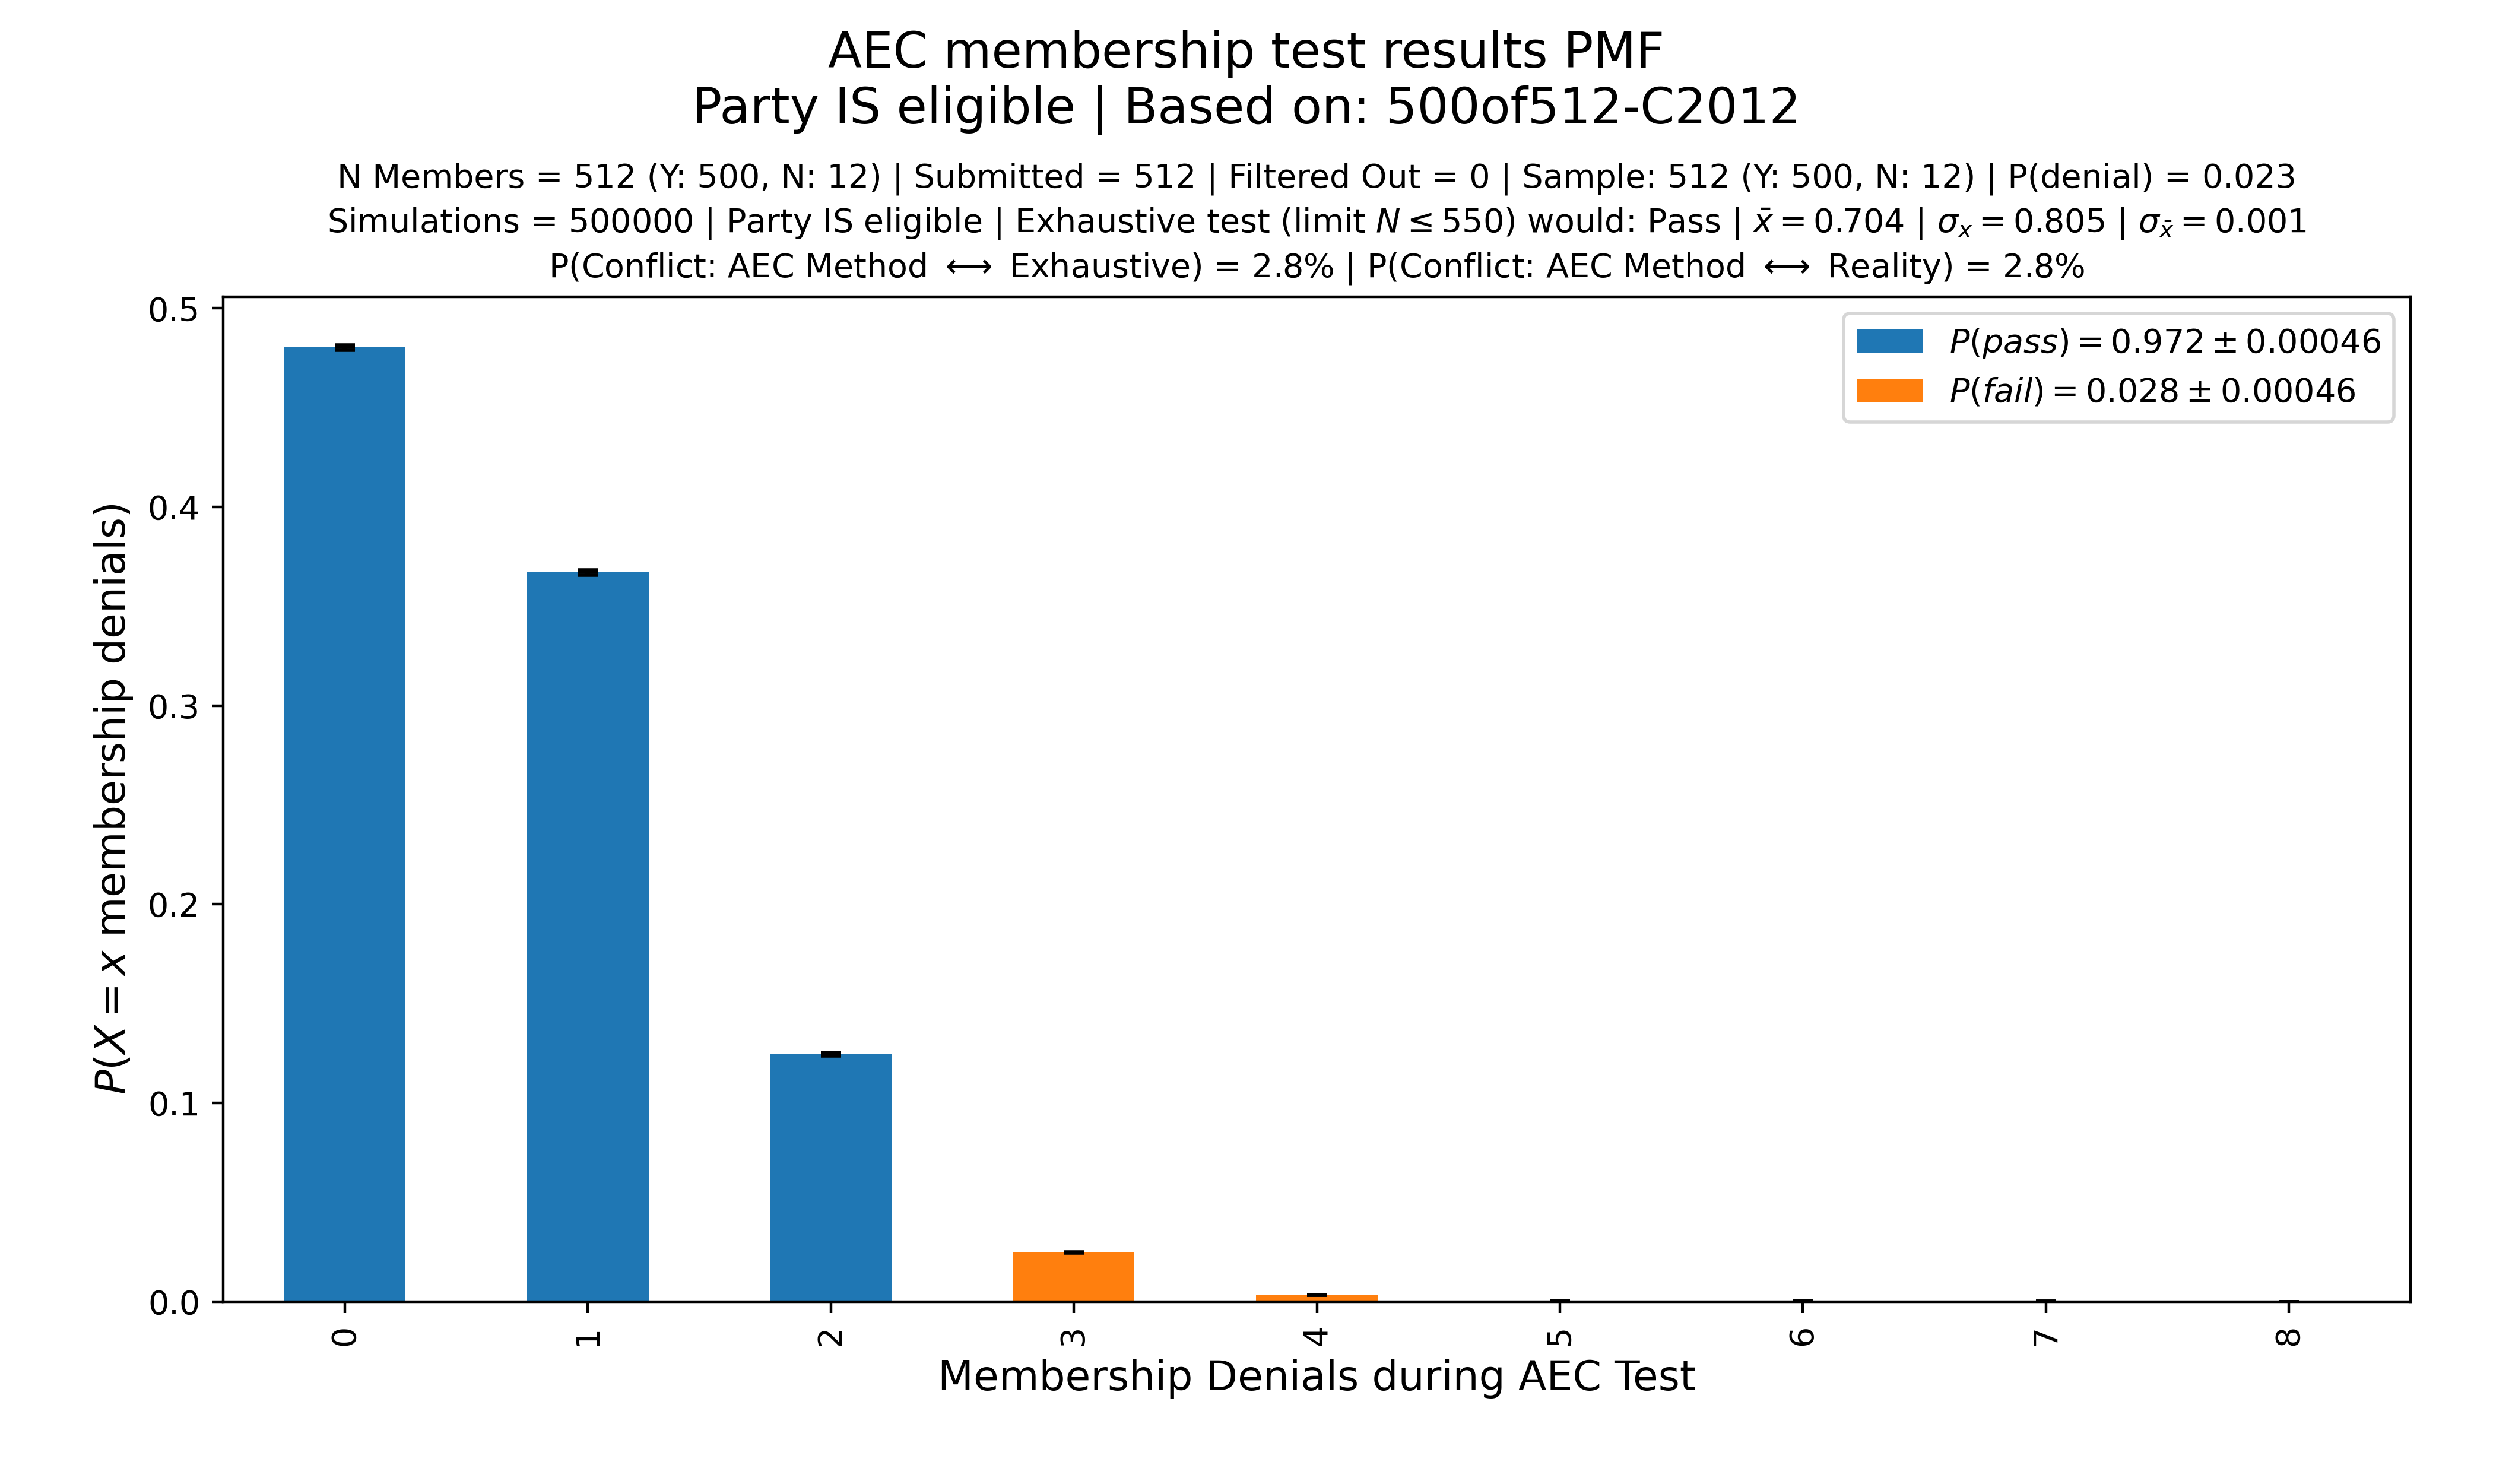 AEC membership test results PMF
Party IS eligible | Based on: 500of512-C2012
N Members = 512 (Y: 500, N: 12) | Submitted = 512 | Filtered Out = 0 | Sample: 512 (Y: 500, N: 12) | P(denial) = 0.023
Simulations = 500000 | Party IS eligible | Exhaustive test (limit N ≤ 550) would: Pass | x̄ = 0.704 | σₓ = 0.805 | σ_x̄ = 0.001
P(Conflict: AEC Method ⟷ Exhaustive) = 2.8% | P(Conflict: AEC Method ⟷ Reality) = 2.8%
P(pass) = 0.972 ± 0.00046
P(fail) = 0.028 ± 0.00046
P(X = x membership denials)
0.5
0.4
0.3
0.2
0.1
0.0
0 1 2 3 4 5 6 7 8
Membership Denials during AEC Test